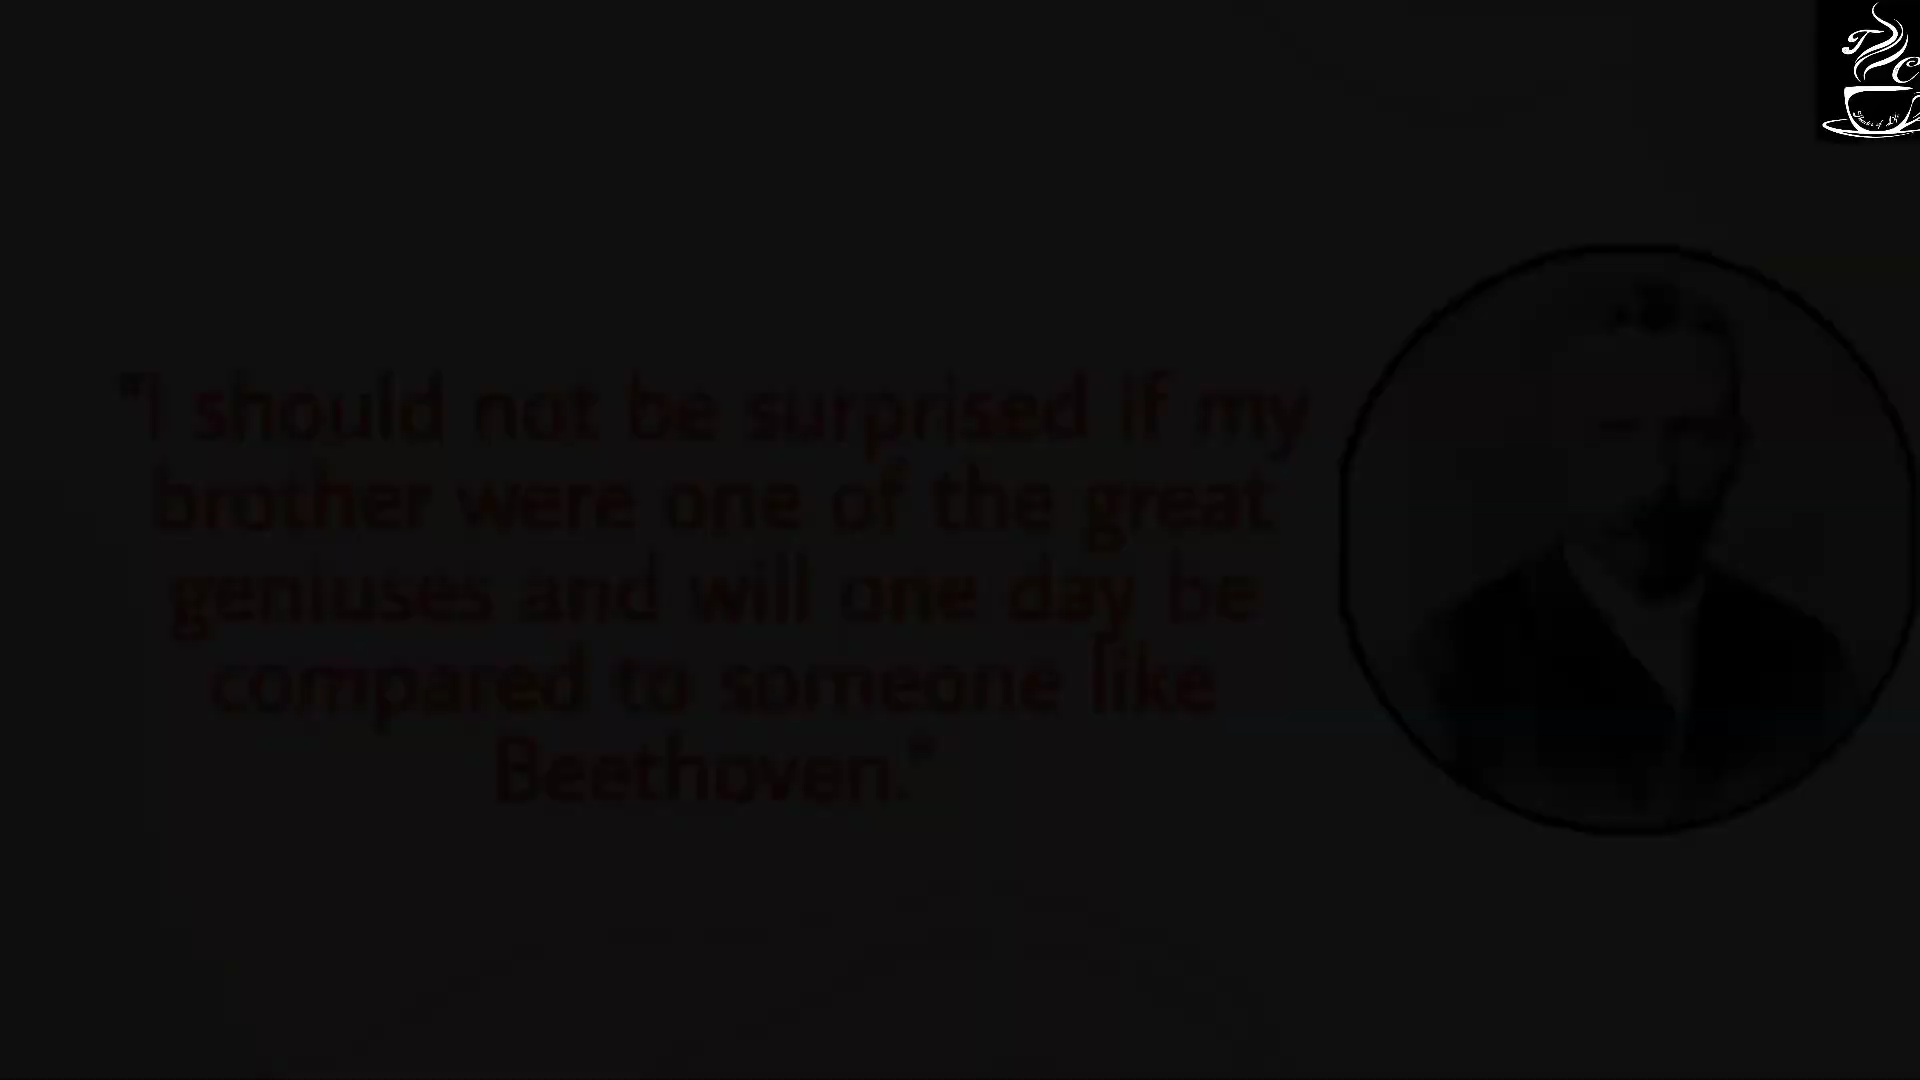 T
C
"I should not be surprised if my
brother were one of the great
geniuses and will one day be
compared to someone like
Beethoven."